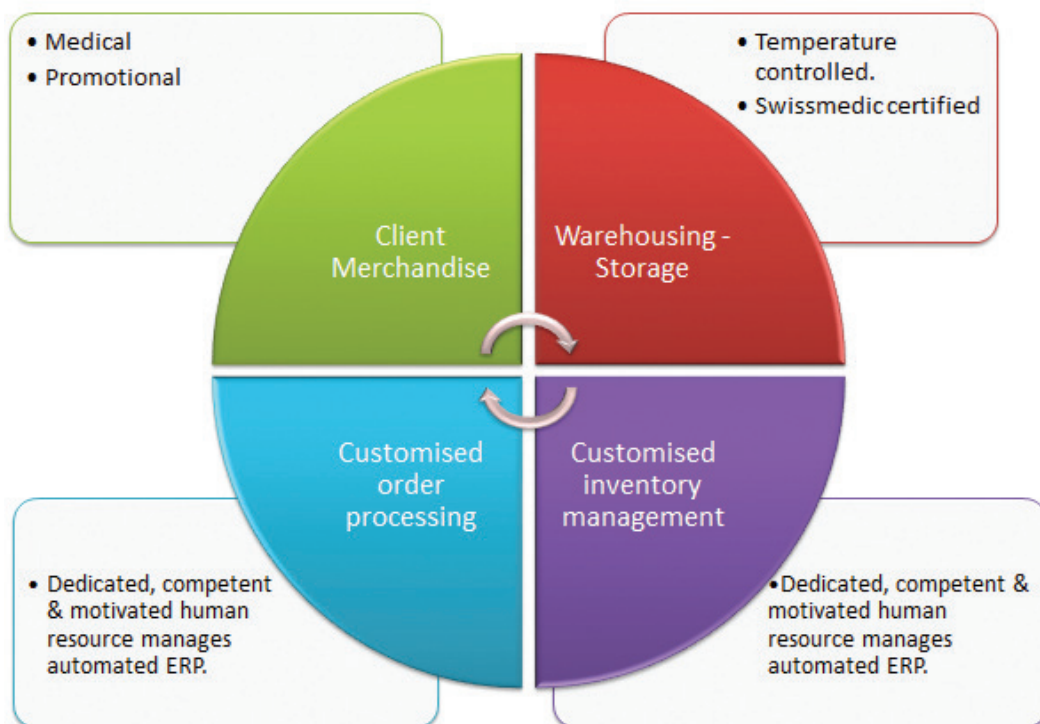 • Medical
• Promotional
• Temperature
controlled.
• Swissmedic certified
Client
Merchandise
Warehousing -
Storage
Customised
order
processing
Customised
inventory
management
• Dedicated, competent
& motivated human
resource manages
automated ERP.
•Dedicated, competent &
motivated human
resource manages
automated ERP.